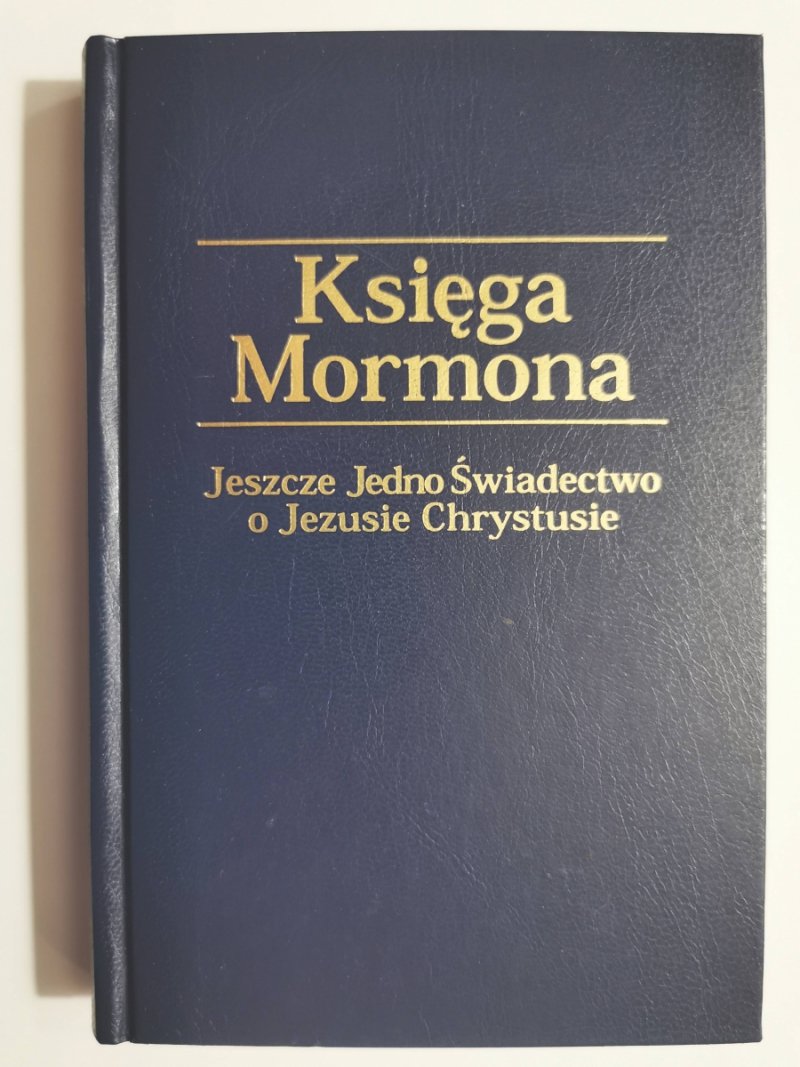 Księga
Mormona
Jeszcze Jedno Świadectwo
o Jezusie Chrystusie